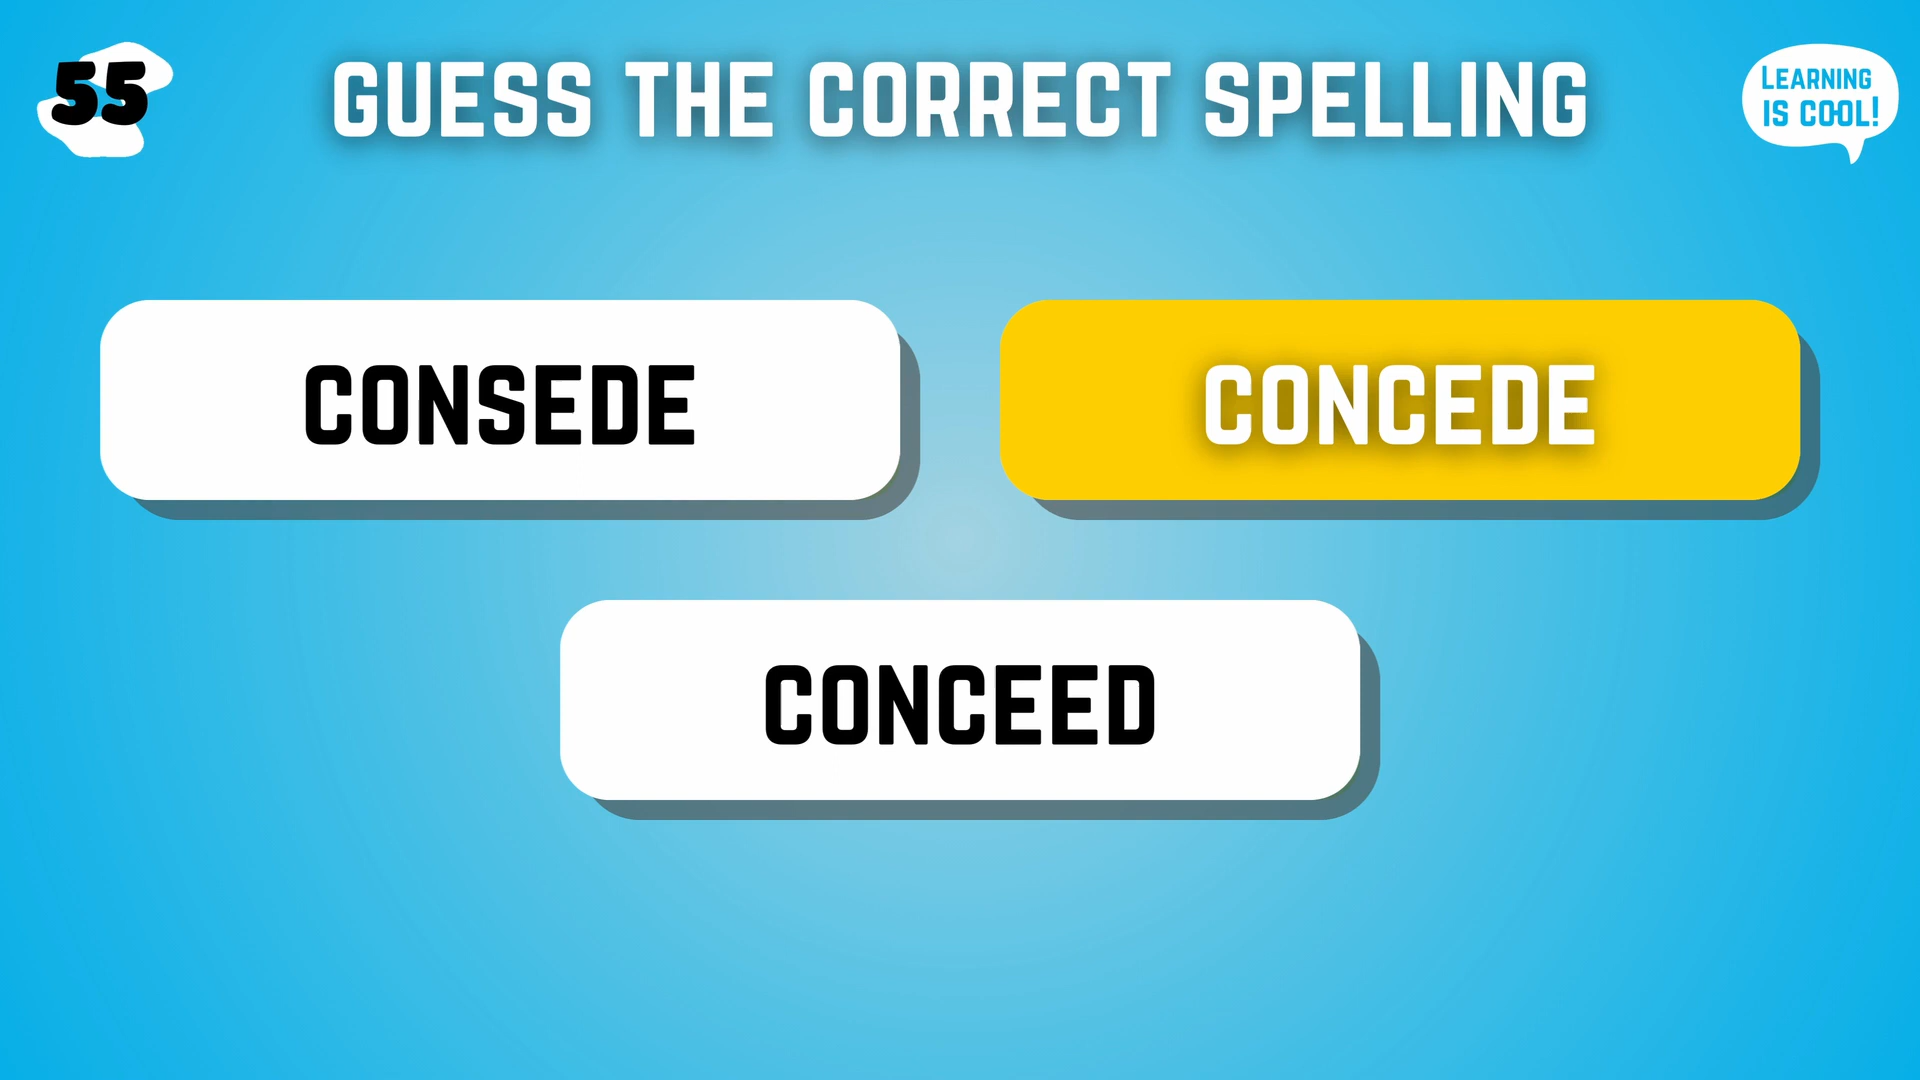 55
GUESS THE CORRECT SPELLING
LEARNING
IS COOL!
CONSEDE
CONCEDE
CONCEED